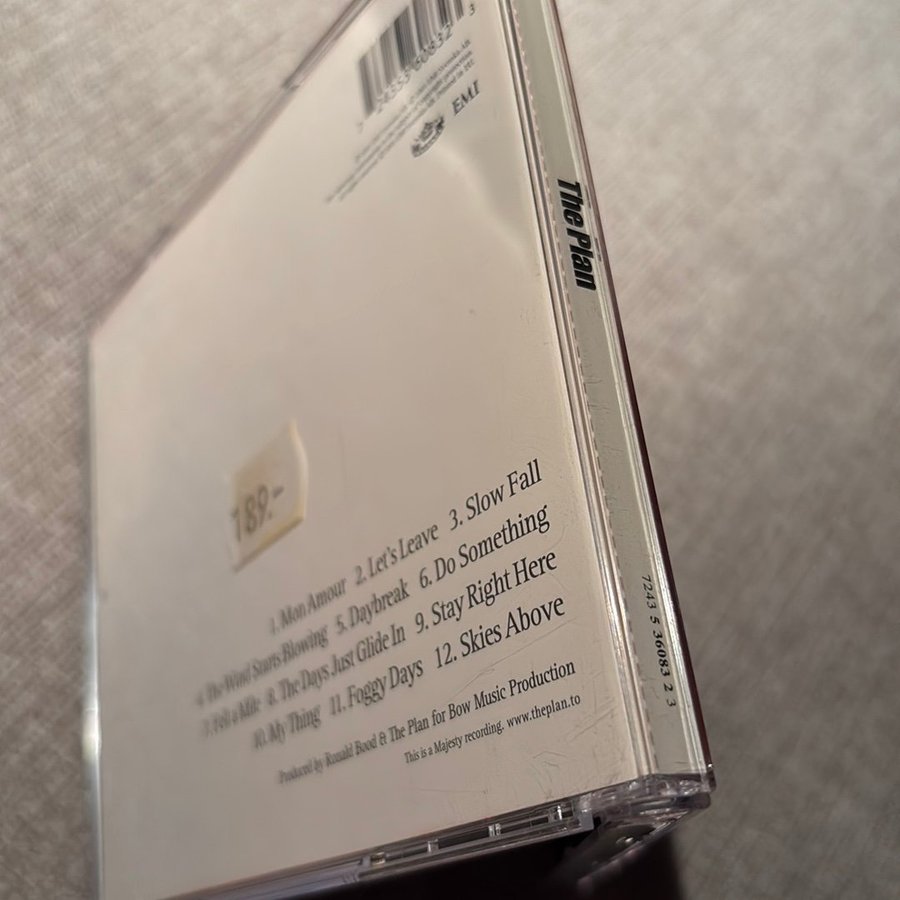 EMI
The Plan
189.-
1. Mon Amour 2. Let's Leave 3. Slow Fall
4. The Wind Starts Blowing 5. Daybreak 6. Do Something
7. Felt a Mite 8. The Days Just Glide In 9. Stay Right Here
10. My Thing 11. Foggy Days 12. Skies Above
Produced by Ronald Bood & The Plan for Bow Music Production
This is a Majesty recording. www.theplan.to
7243 5 36083 2 3